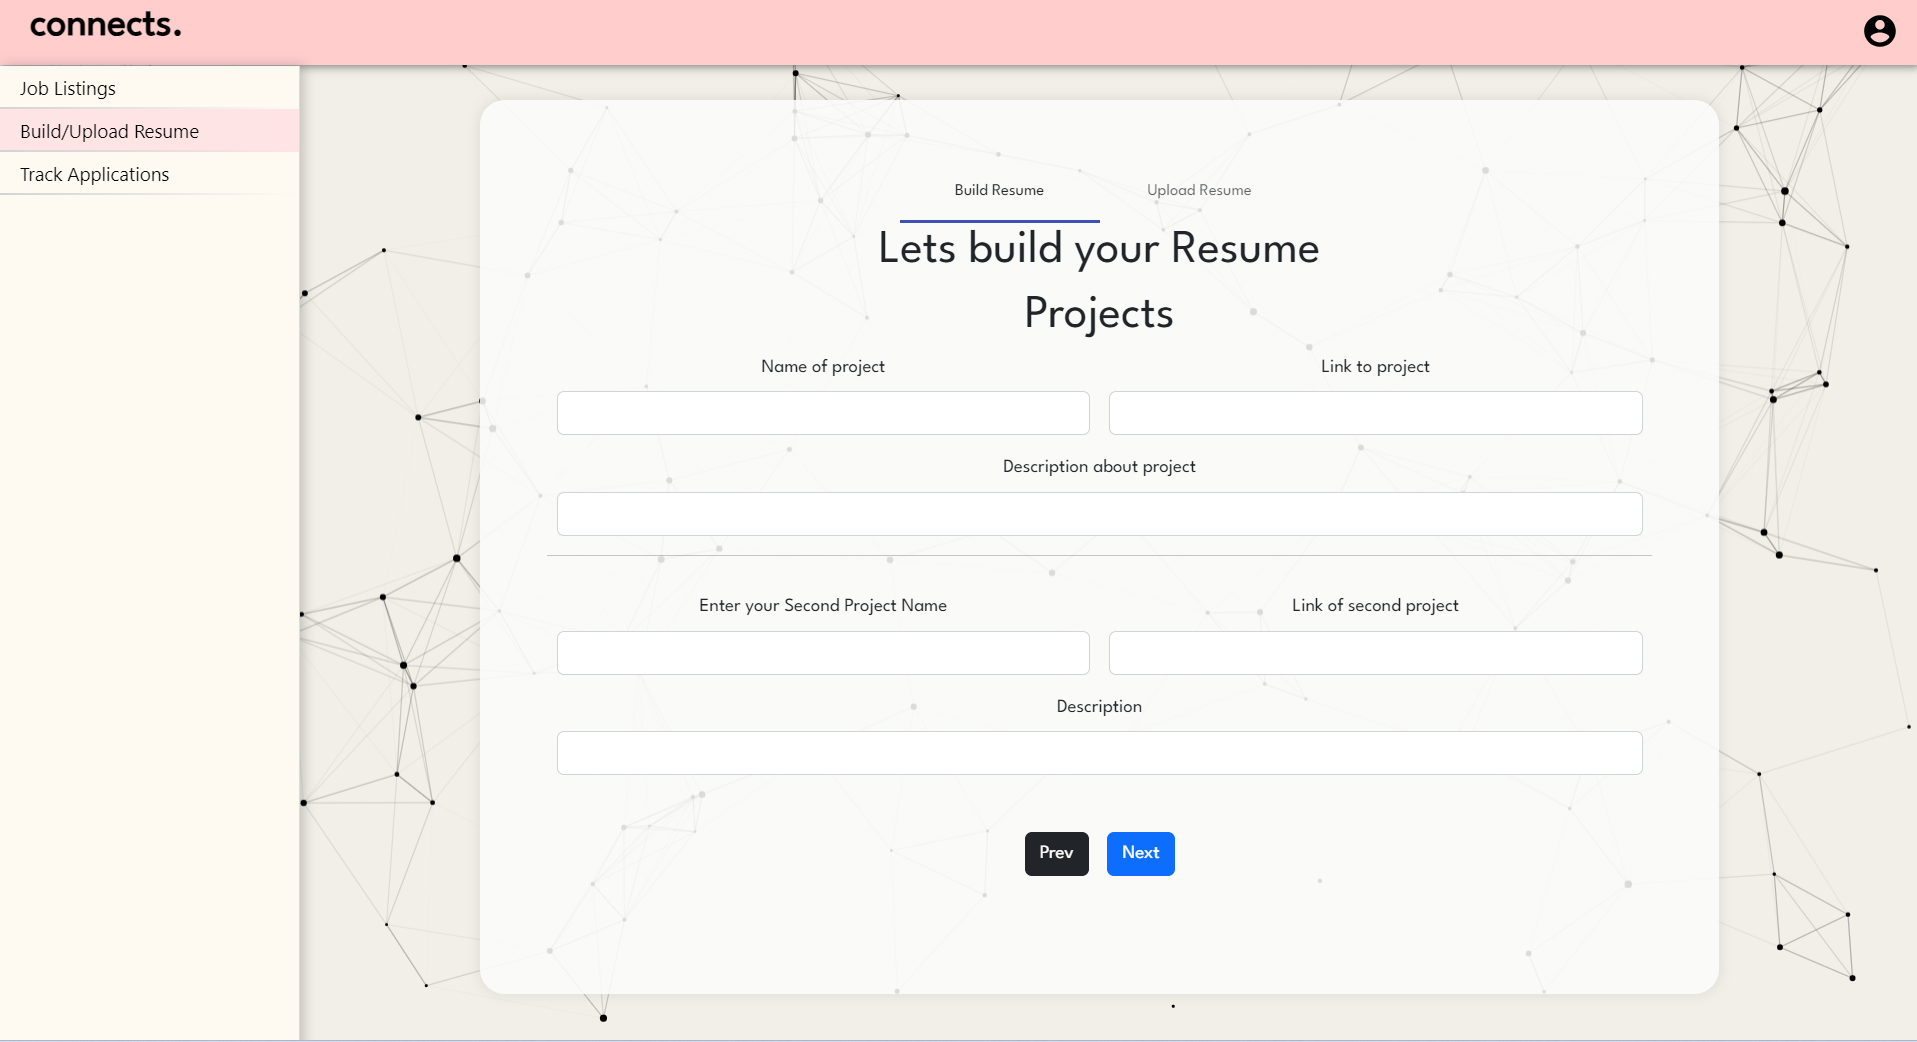 connects.
Job Listings
Build/Upload Resume
Track Applications
Build Resume
Upload Resume
Lets build your Resume
Projects
Name of project
Link to project
Description about project
Enter your Second Project Name
Link of second project
Description
Prev
Next